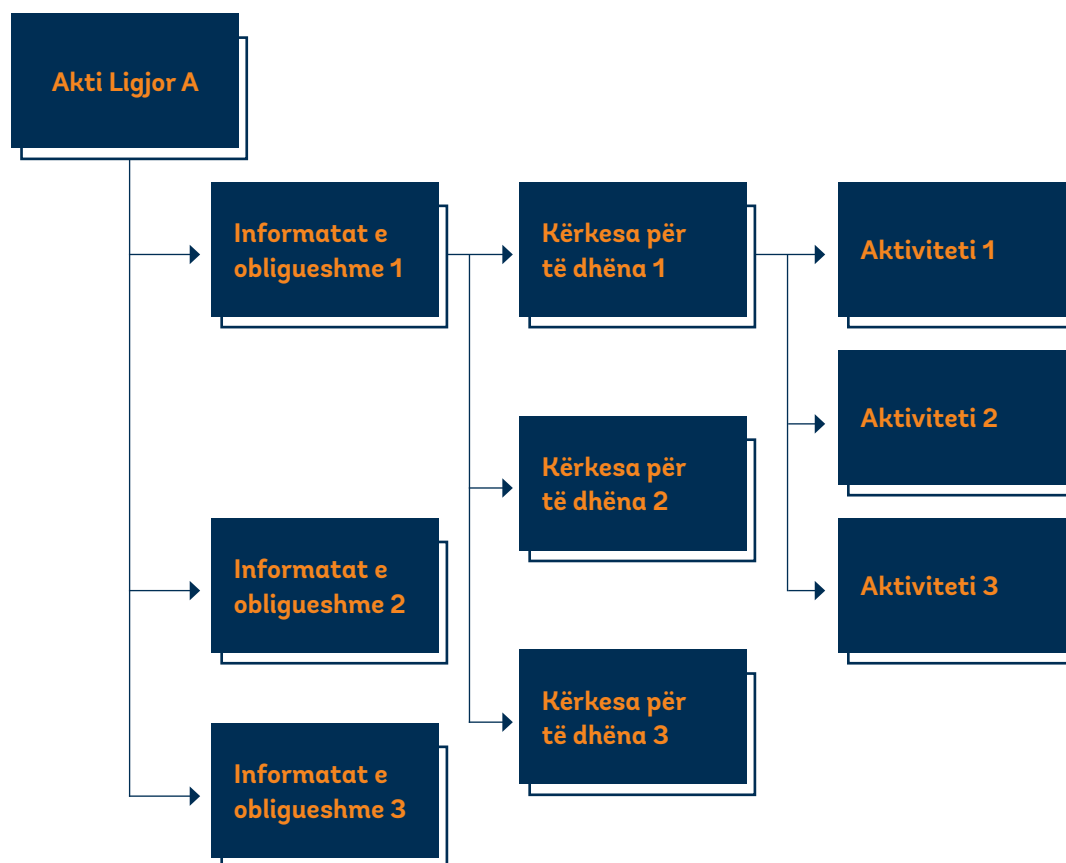 Akti Ligjor A
Informatat e
obligueshme 1
Kërkesa për
të dhëna 1
Aktiviteti 1
Aktiviteti 2
Kërkesa për
të dhëna 2
Informatat e
obligueshme 2
Aktiviteti 3
Kërkesa për
të dhëna 3
Informatat e
obligueshme 3